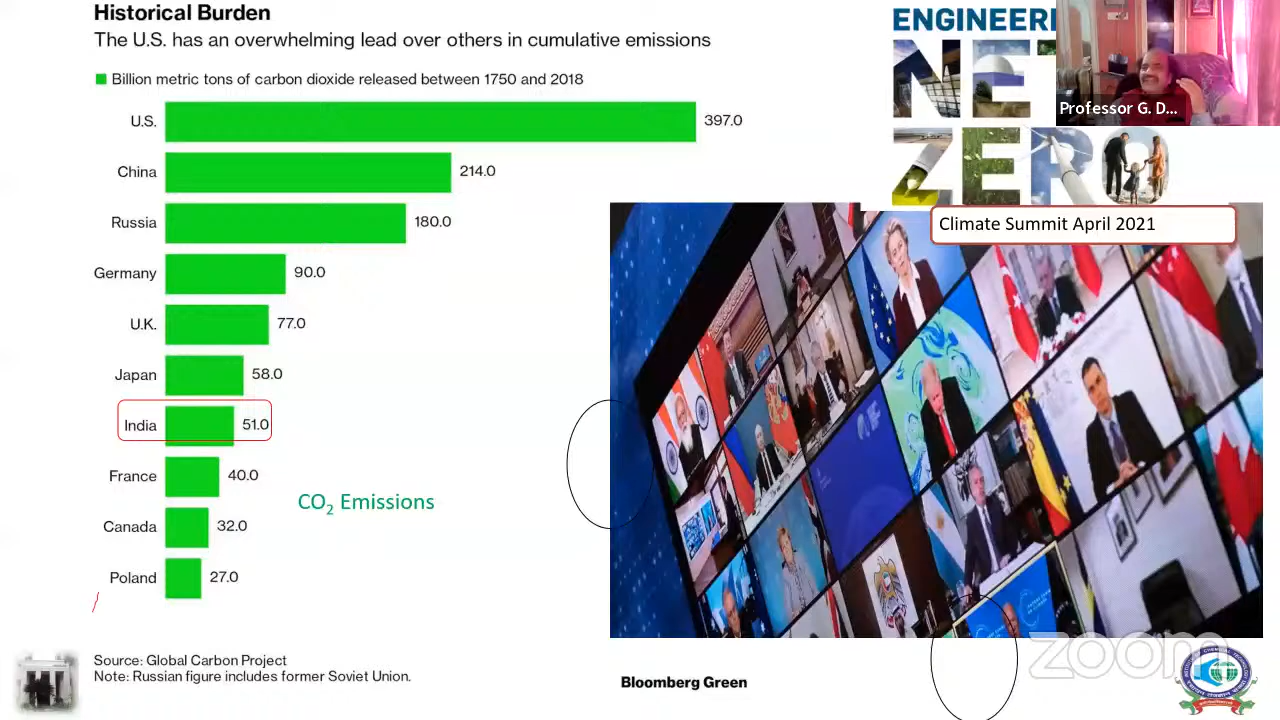 Historical Burden
The U.S. has an overwhelming lead over others in cumulative emissions
Billion metric tons of carbon dioxide released between 1750 and 2018
U.S. 397.0
China 214.0
Russia 180.0
Germany 90.0
U.K. 77.0
Japan 58.0
India 51.0
France 40.0
Canada 32.0
Poland 27.0
CO₂ Emissions
Source: Global Carbon Project
Note: Russian figure includes former Soviet Union.
Bloomberg Green
ENGINEERI
NET
ZERO
Professor G. D...
Climate Summit April 2021
zoom